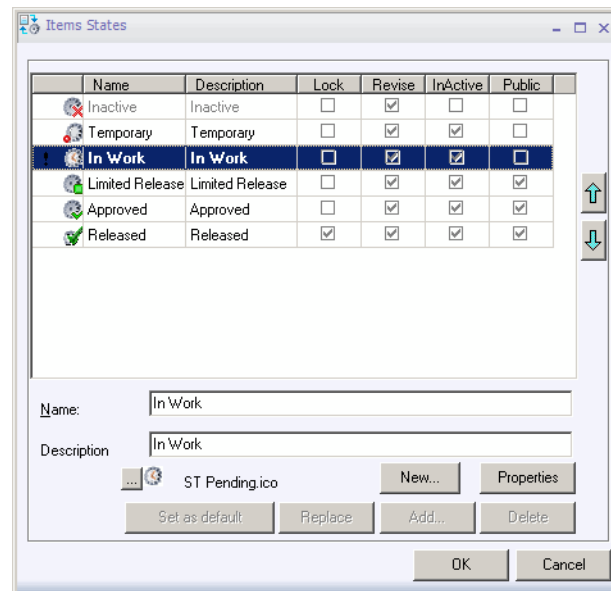 Items States
Name Description Lock Revise InActive Public
Inactive Inactive
Temporary Temporary
! In Work In Work
Limited Release Limited Release
Approved Approved
Released Released
Name: In Work
Description In Work
... ST Pending.ico New... Properties
Set as default Replace Add... Delete
OK Cancel